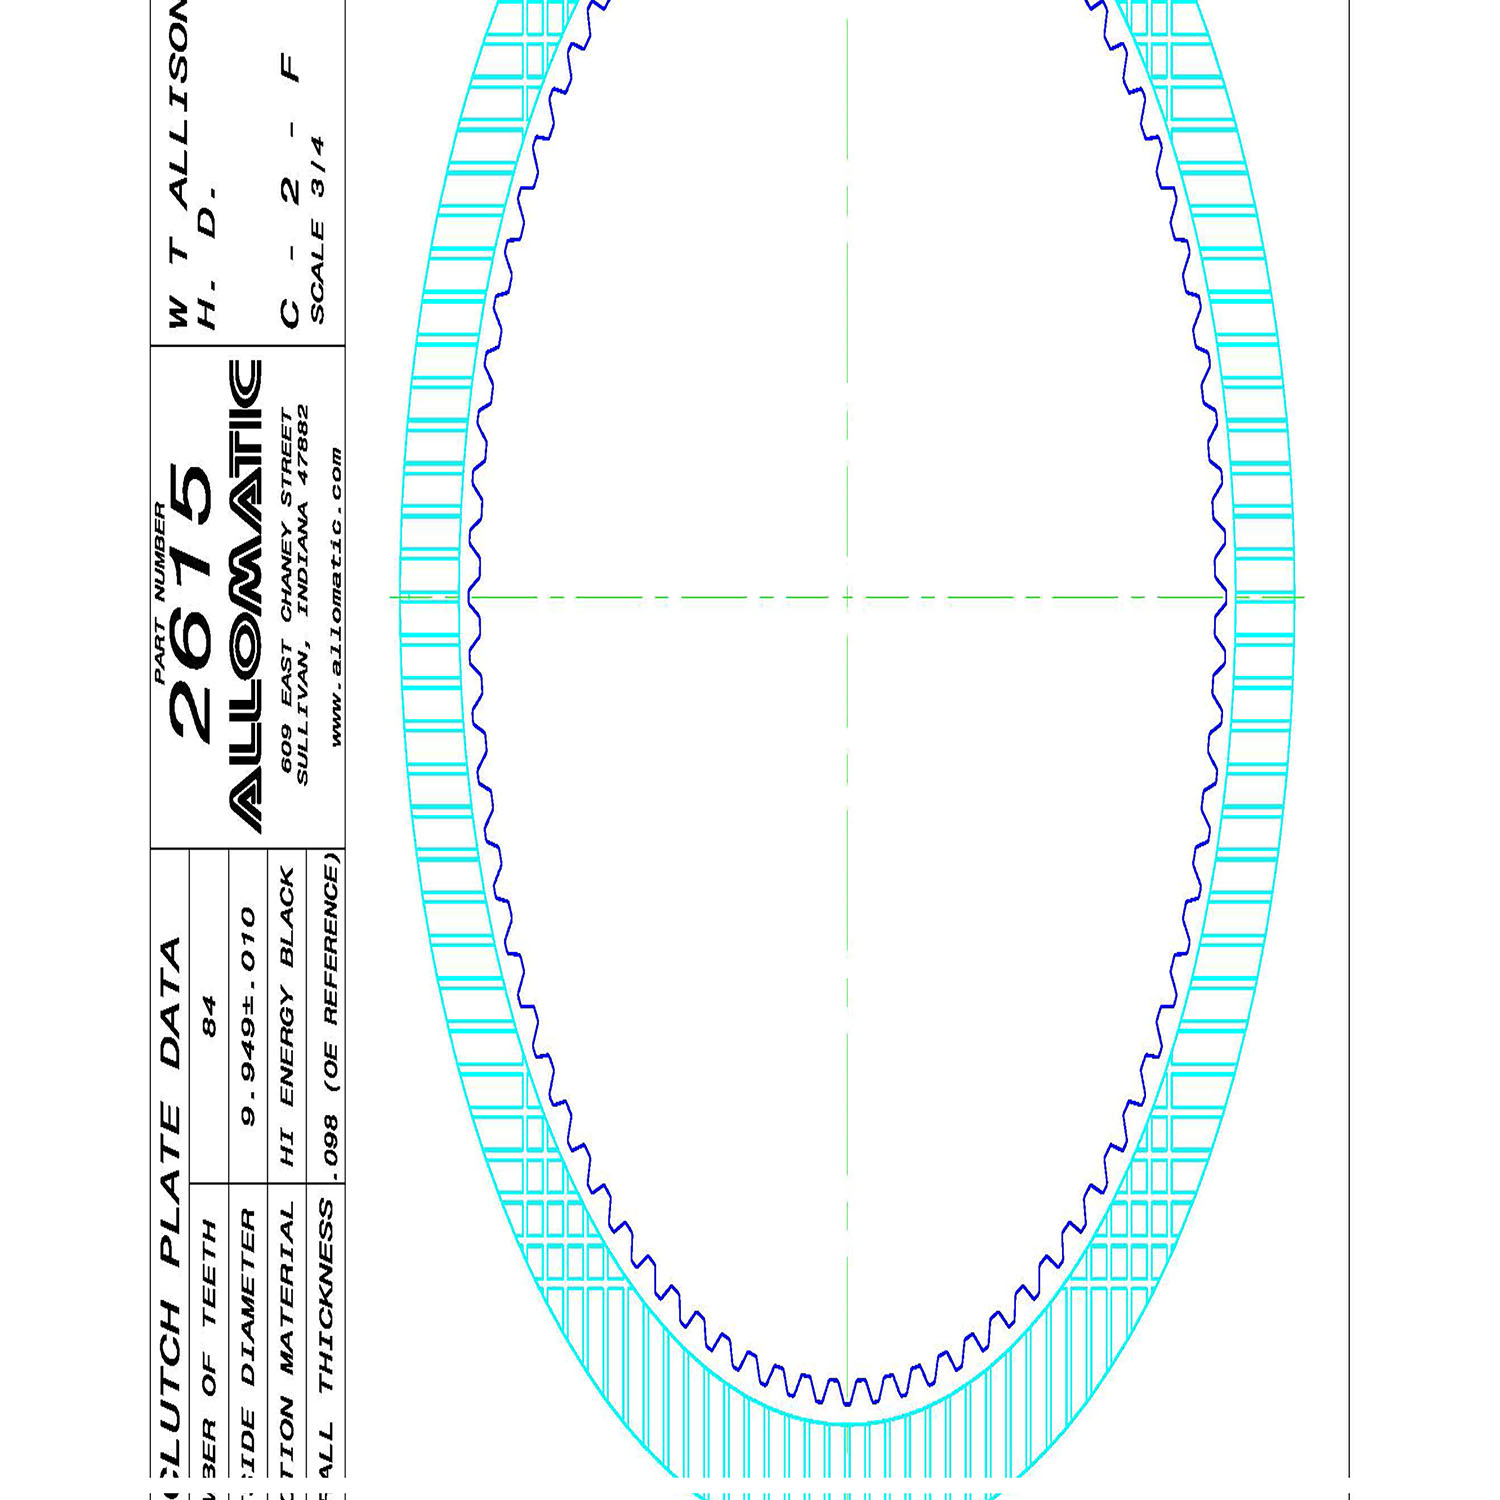 CLUTCH PLATE DATA
BER OF TEETH 84
SIDE DIAMETER 9.949±.010
TION MATERIAL HI ENERGY BLACK
ALL THICKNESS .098 (OE REFERENCE)
PART NUMBER
2615
ALLOMATIC
609 EAST CHANEY STREET
SULLIVAN, INDIANA 47882
www.allomatic.com
W T ALLISON
H. D.
C - 2 - F
SCALE 3/4